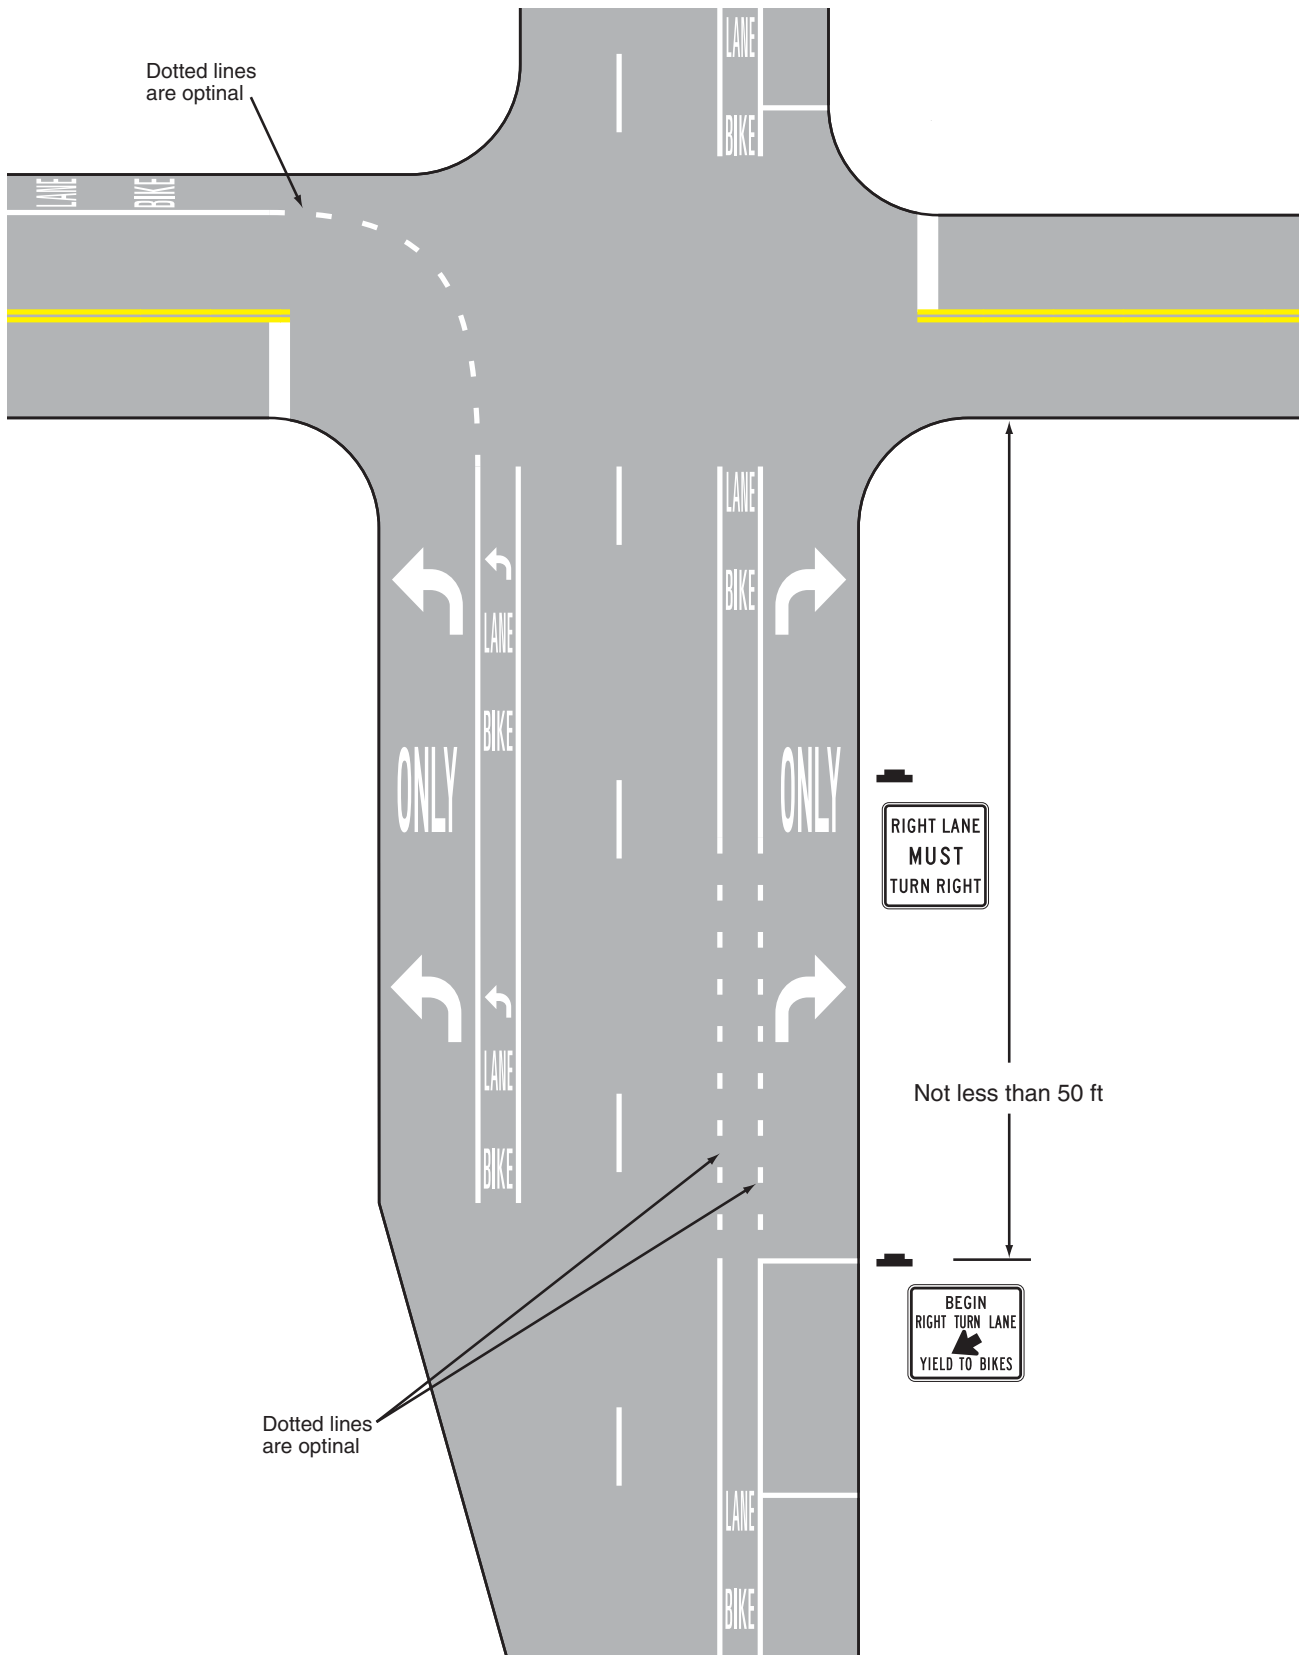 LANE
BIKE
Dotted lines
are optinal
LANE
BIKE
LANE
BIKE
LANE
BIKE
ONLY
ONLY
RIGHT LANE
MUST
TURN RIGHT
LANE
BIKE
Not less than 50 ft
BEGIN
RIGHT TURN LANE
YIELD TO BIKES
Dotted lines
are optinal
LANE
BIKE